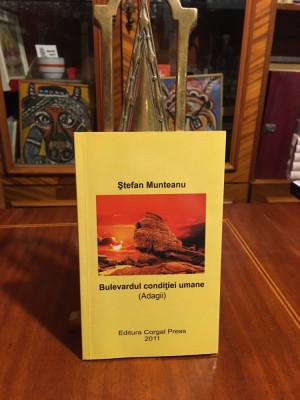 Ştefan Munteanu
Bulevardul condiţiei umane
(Adagii)
Editura Corgal Press
2011